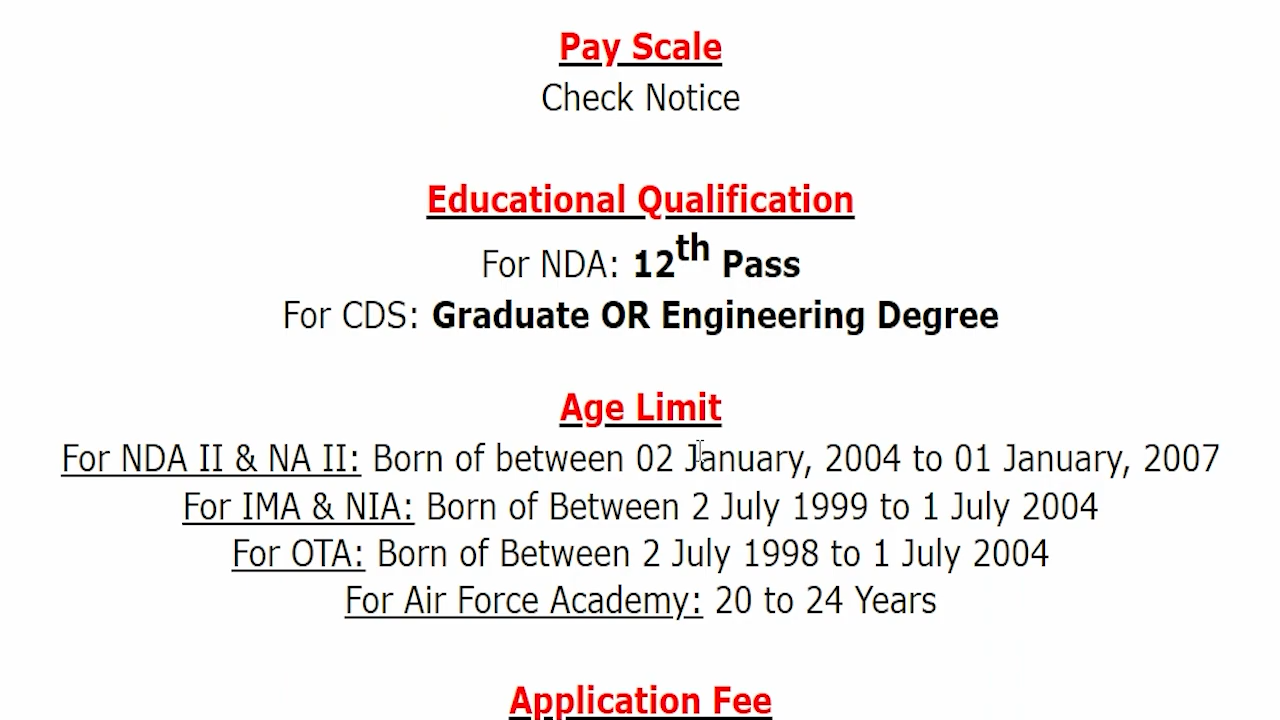 Pay Scale
Check Notice
Educational Qualification
For NDA: 12th Pass
For CDS: Graduate OR Engineering Degree
Age Limit
For NDA II & NA II: Born of between 02 January, 2004 to 01 January, 2007
For IMA & NIA: Born of Between 2 July 1999 to 1 July 2004
For OTA: Born of Between 2 July 1998 to 1 July 2004
For Air Force Academy: 20 to 24 Years
Application Fee